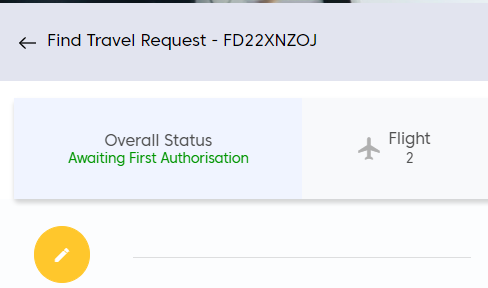 Find Travel Request - FD22XNZOJ
Overall Status
Awaiting First Authorisation
Flight
2